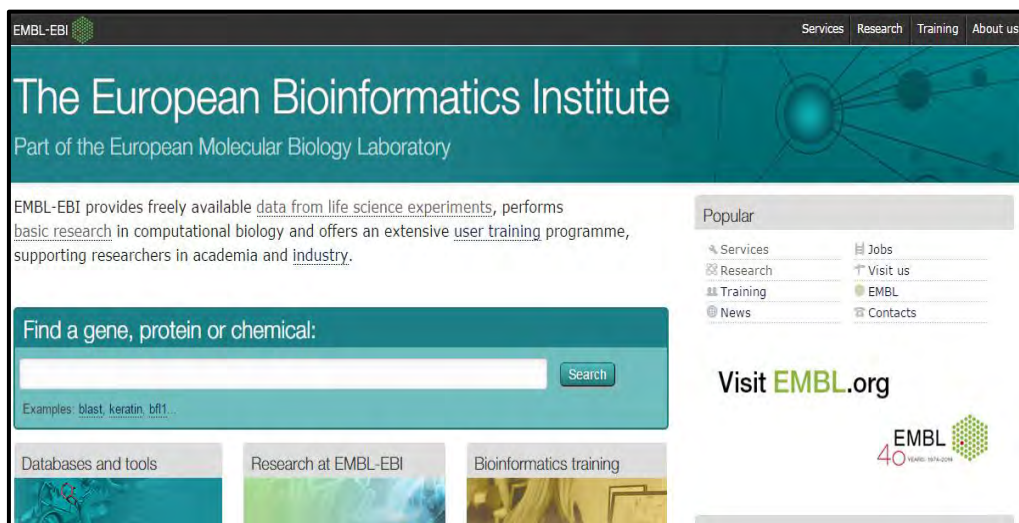 EMBL-EBI
Services Research Training About us
The European Bioinformatics Institute
Part of the European Molecular Biology Laboratory
EMBL-EBI provides freely available data from life science experiments, performs
basic research in computational biology and offers an extensive user training programme,
supporting researchers in academia and industry.
Find a gene, protein or chemical:
Search
Examples: blast, keratin, bfl1...
Databases and tools
Research at EMBL-EBI
Bioinformatics training
Popular
Services
Jobs
Research
Visit us
Training
EMBL
News
Contacts
Visit EMBL.org
EMBL
40 YEARS 1974-2014